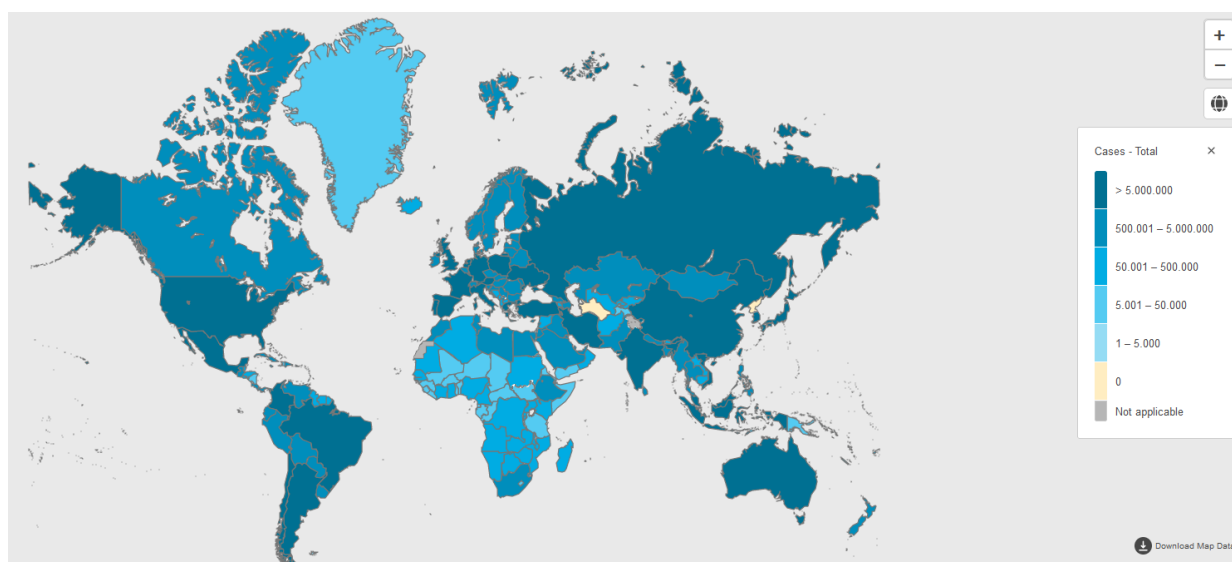 +
−
Cases - Total ×
> 5.000.000
500.001 – 5.000.000
50.001 – 500.000
5.001 – 50.000
1 – 5.000
0
Not applicable
Download Map Data